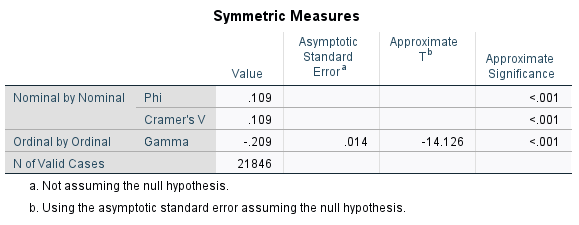 Symmetric Measures
Value Asymptotic Standard Error a Approximate T b Approximate Significance
Nominal by Nominal Phi .109 <.001
Cramer's V .109 <.001
Ordinal by Ordinal Gamma -.209 .014 -14.126 <.001
N of Valid Cases 21846
a. Not assuming the null hypothesis.
b. Using the asymptotic standard error assuming the null hypothesis.